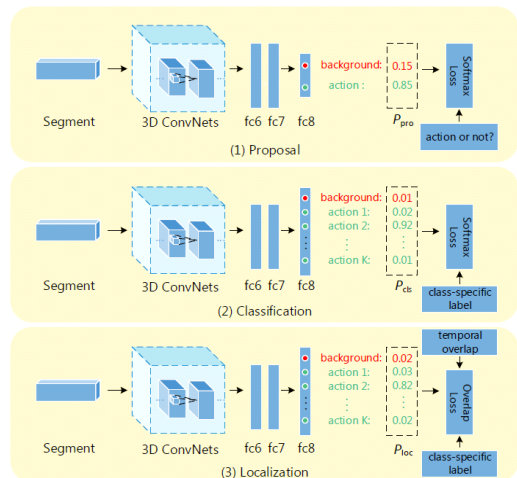 background: 0.15
action : 0.85
Softmax
Loss
Segment
3D ConvNets
fc6 fc7 fc8
Ppro
action or not?
(1) Proposal
background: 0.01
action 1: 0.02
action 2: 0.92
action K: 0.01
Softmax
Loss
Segment
3D ConvNets
fc6 fc7 fc8
Pcls
class-specific
label
(2) Classification
temporal
overlap
background: 0.02
action 1: 0.03
action 2: 0.82
action K: 0.02
Overlap
Loss
Segment
3D ConvNets
fc6 fc7 fc8
Ploc
class-specific
label
(3) Localization